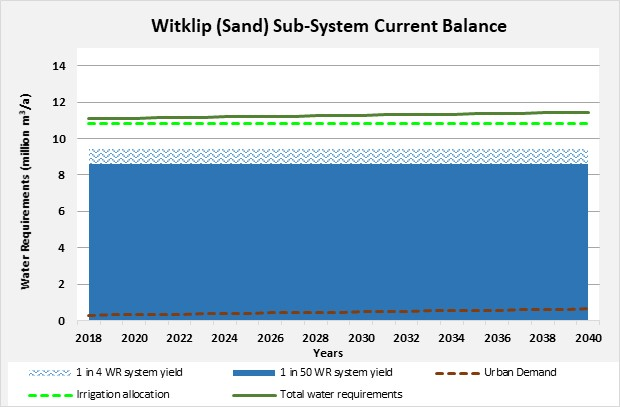 Witklip (Sand) Sub-System Current Balance
Water Requirements (million m³/a)
14
12
10
8
6
4
2
0
2018 2020 2022 2024 2026 2028 2030 2032 2034 2036 2038 2040
Years
1 in 4 WR system yield 1 in 50 WR system yield Urban Demand
Irrigation allocation Total water requirements